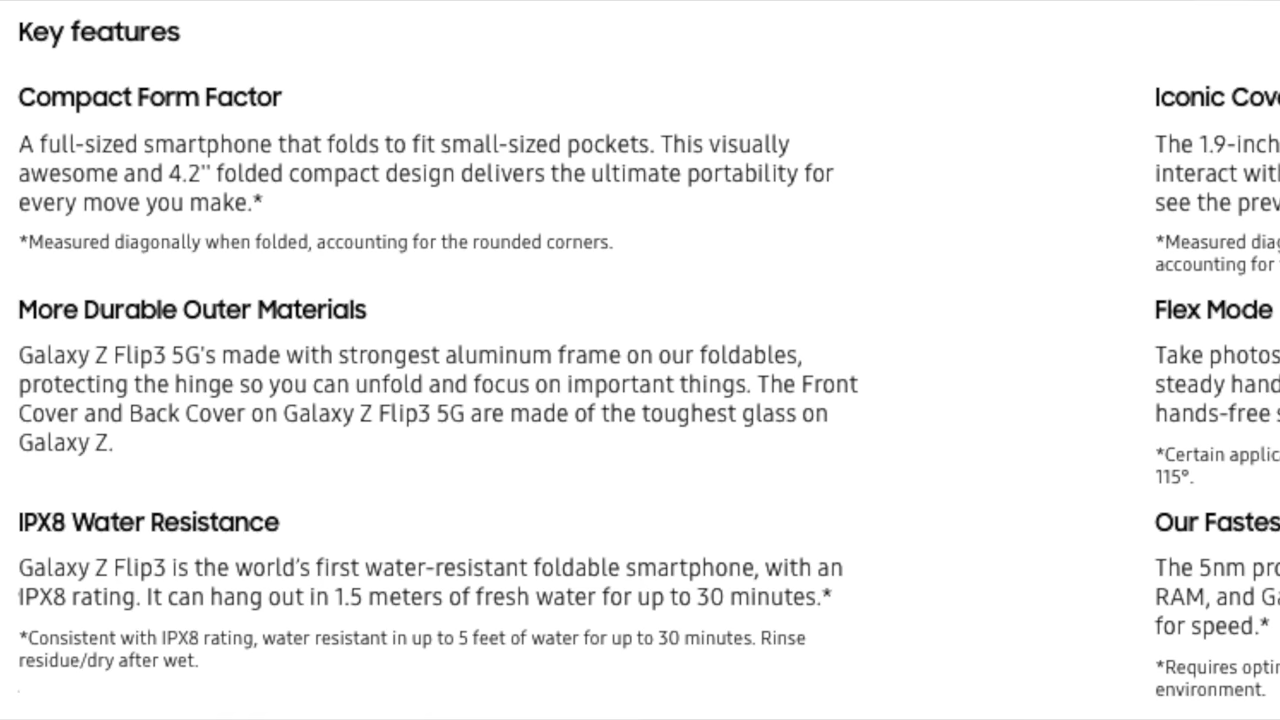 Key features
Compact Form Factor
A full-sized smartphone that folds to fit small-sized pockets. This visually
awesome and 4.2" folded compact design delivers the ultimate portability for
every move you make.*
*Measured diagonally when folded, accounting for the rounded corners.
More Durable Outer Materials
Galaxy Z Flip3 5G's made with strongest aluminum frame on our foldables,
protecting the hinge so you can unfold and focus on important things. The Front
Cover and Back Cover on Galaxy Z Flip3 5G are made of the toughest glass on
Galaxy Z.
IPX8 Water Resistance
Galaxy Z Flip3 is the world’s first water-resistant foldable smartphone, with an
IPX8 rating. It can hang out in 1.5 meters of fresh water for up to 30 minutes.*
*Consistent with IPX8 rating, water resistant in up to 5 feet of water for up to 30 minutes. Rinse
residue/dry after wet.
Iconic
The 1.9-inch
interact
see the
*Measured
accounting for
Flex Mode
Take photos
steady
hands-free
*Certain
115°.
Our
The 5nm
RAM, and
for speed.*
*Requires
environment.